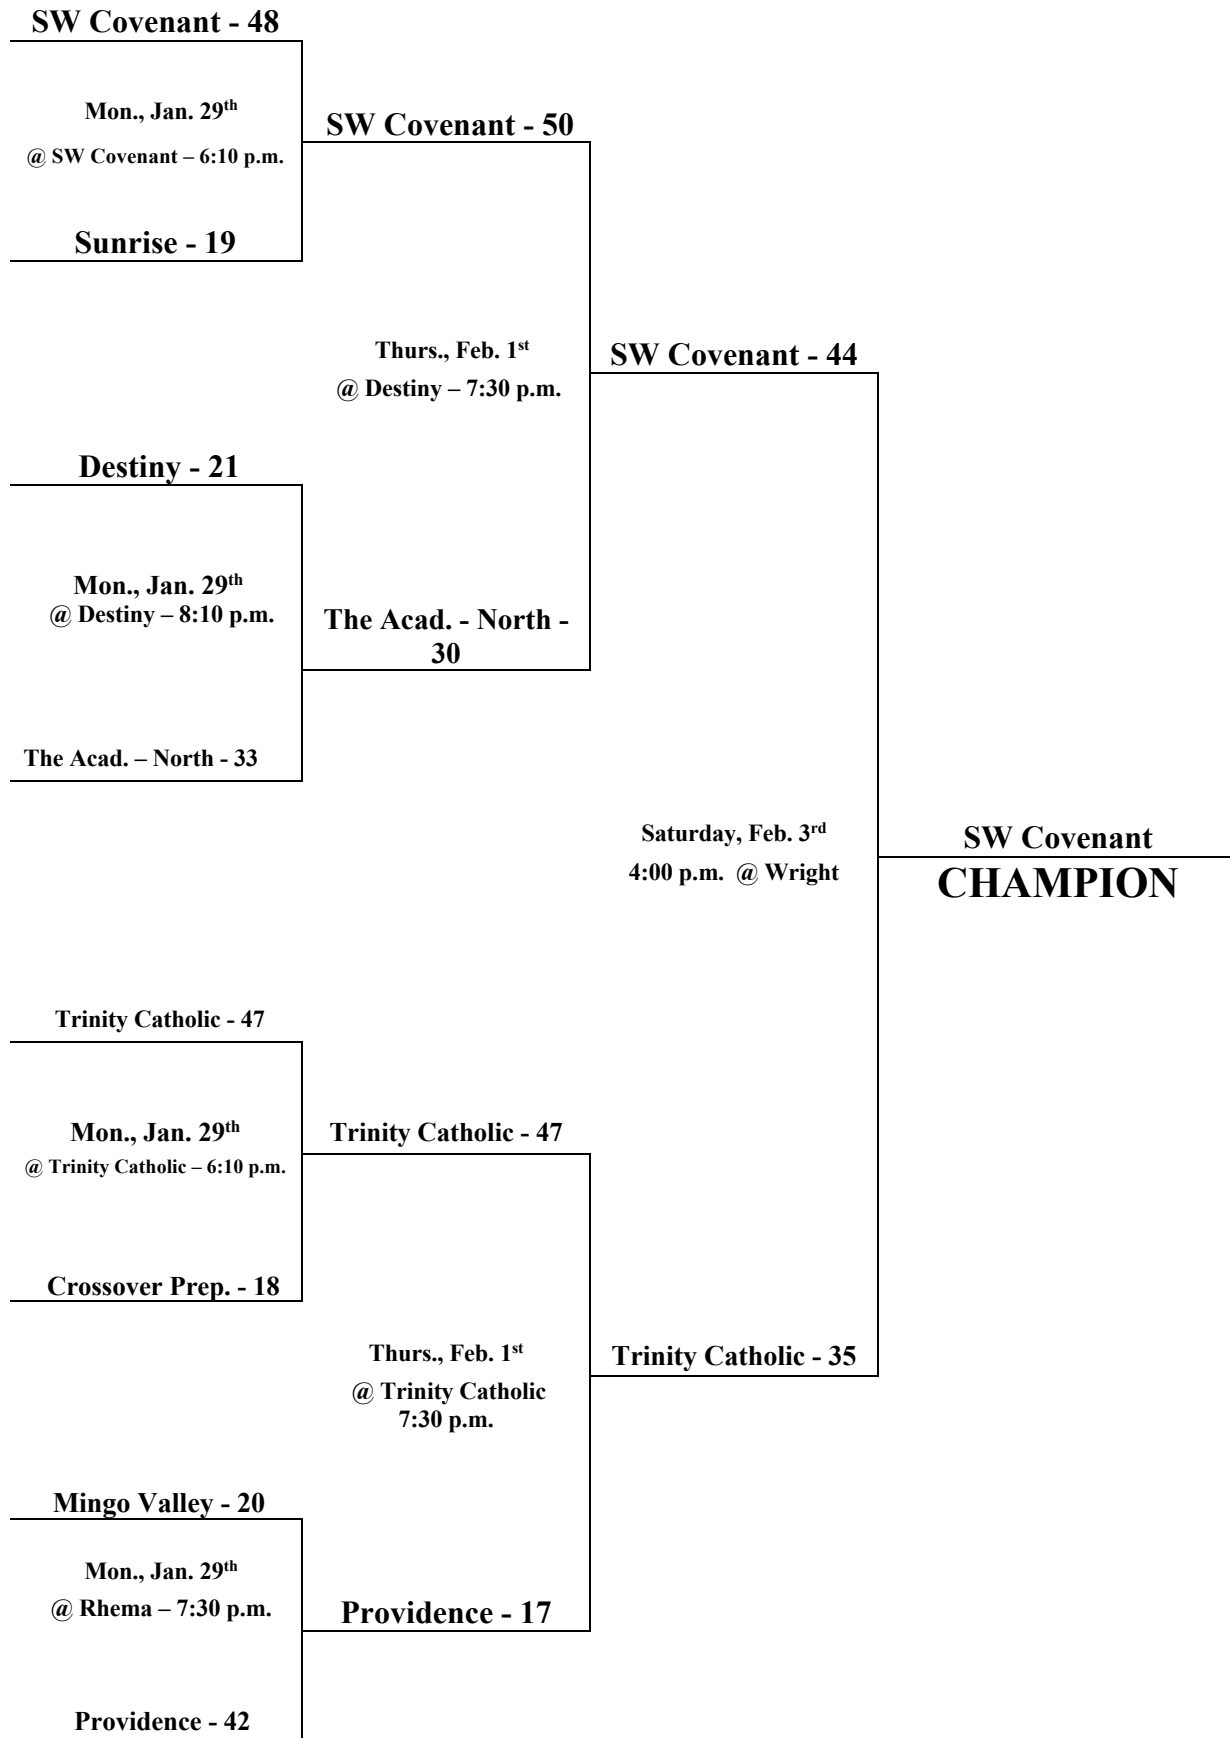 SW Covenant - 48
Mon., Jan. 29th
@ SW Covenant – 6:10 p.m.
Sunrise - 19
SW Covenant - 50
Thurs., Feb. 1st
@ Destiny – 7:30 p.m.
SW Covenant - 44
Destiny - 21
Mon., Jan. 29th
@ Destiny – 8:10 p.m.
The Acad. - North -
30
The Acad. – North - 33
Saturday, Feb. 3rd
4:00 p.m. @ Wright
SW Covenant
CHAMPION
Trinity Catholic - 47
Mon., Jan. 29th
@ Trinity Catholic – 6:10 p.m.
Trinity Catholic - 47
Crossover Prep. - 18
Thurs., Feb. 1st
@ Trinity Catholic
7:30 p.m.
Trinity Catholic - 35
Mingo Valley - 20
Mon., Jan. 29th
@ Rhema – 7:30 p.m.
Providence - 17
Providence - 42